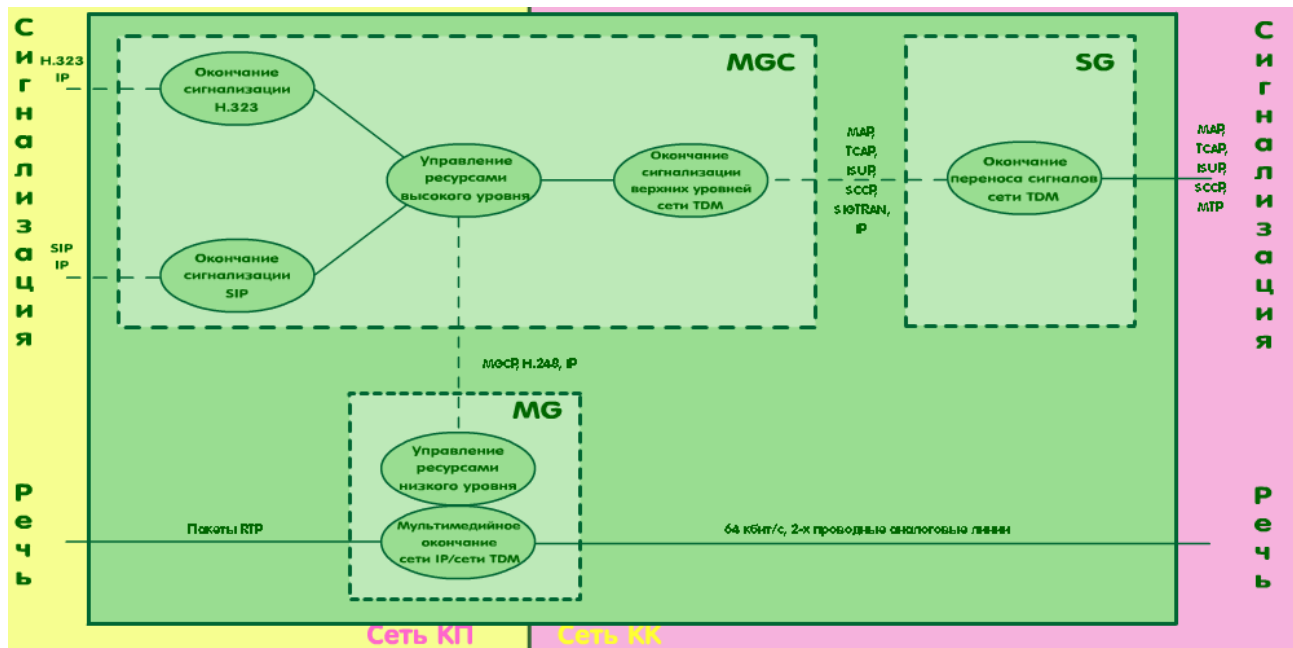 Сигнализация
H.323
IP
Окончание
сигнализации
H.323
MGC
SG
Сигнализация
Управление
ресурсами
высокого уровня
Окончание
сигнализации
верхних уровней
сети TDM
MAP,
TCAP,
ISUP,
SCCP,
SIGTRAN,
IP
Окончание
переноса сигналов
сети TDM
MAP,
TCAP,
ISUP,
SCCP,
MTP
SIP
IP
Окончание
сигнализации
SIP
MGCP, H.248, IP
MG
Управление
ресурсами
низкого уровня
Речь
Пакеты RTP
Мультимедийное
окончание
сети IP/сети TDM
64 кбит/с, 2-х проводные аналоговые линии
Речь
Сеть КП
Сеть КК